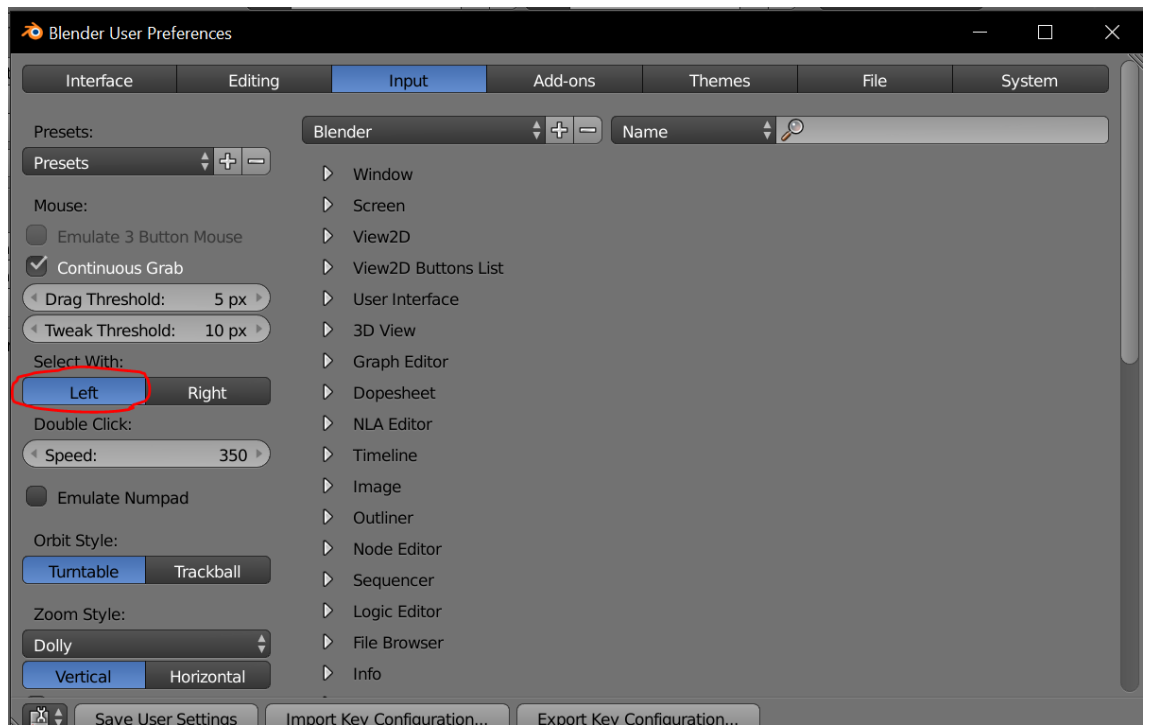 Blender User Preferences
Interface Editing Input Add-ons Themes File System
Presets:
Presets
Mouse:
Emulate 3 Button Mouse
Continuous Grab
Drag Threshold: 5 px
Tweak Threshold: 10 px
Select With:
Left Right
Double Click:
Speed: 350
Emulate Numpad
Orbit Style:
Turntable Trackball
Zoom Style:
Dolly
Vertical Horizontal
Blender Name
Window
Screen
View2D
View2D Buttons List
User Interface
3D View
Graph Editor
Dopesheet
NLA Editor
Timeline
Image
Outliner
Node Editor
Sequencer
Logic Editor
File Browser
Info
Save User Settings Import Key Configuration... Export Key Configuration...